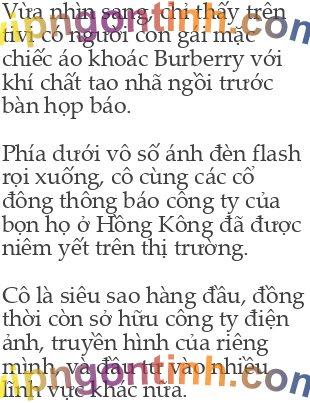 Vừa nhìn sang, chỉ thấy trên
tivi có người con gái mặc
chiếc áo khoác Burberry với
khí chất tao nhã ngồi trước
bàn họp báo.
Phía dưới vô số ánh đèn flash
rọi xuống, cô cùng các cổ
đông thông báo công ty của
bọn họ ở Hồng Kông đã được
niêm yết trên thị trường.
Cô là siêu sao hàng đầu, đồng
thời còn sở hữu công ty điện
ảnh, truyền hình của riêng
mình, và đầu tư vào nhiều
lĩnh vực khác nữa.
vipngontinh.com
vipngontinh.com